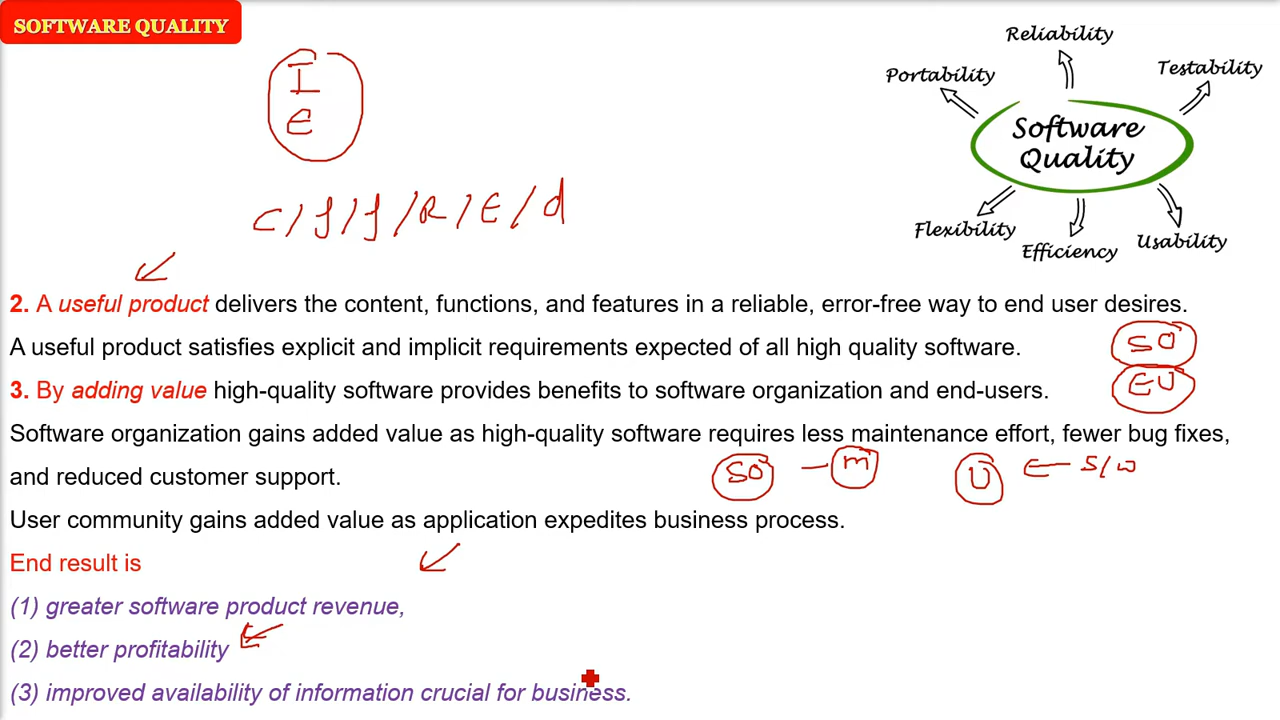 SOFTWARE QUALITY
Reliability
Portability
Testability
Software
Quality
Flexibility
Efficiency
Usability
I
e
C / f / f / R / E / d
2. A useful product delivers the content, functions, and features in a reliable, error-free way to end user desires.
A useful product satisfies explicit and implicit requirements expected of all high quality software.
SO
3. By adding value high-quality software provides benefits to software organization and end-users.
EU
Software organization gains added value as high-quality software requires less maintenance effort, fewer bug fixes,
and reduced customer support.
SO – m
U ← S/W
User community gains added value as application expedites business process.
End result is
(1) greater software product revenue,
(2) better profitability
(3) improved availability of information crucial for business.